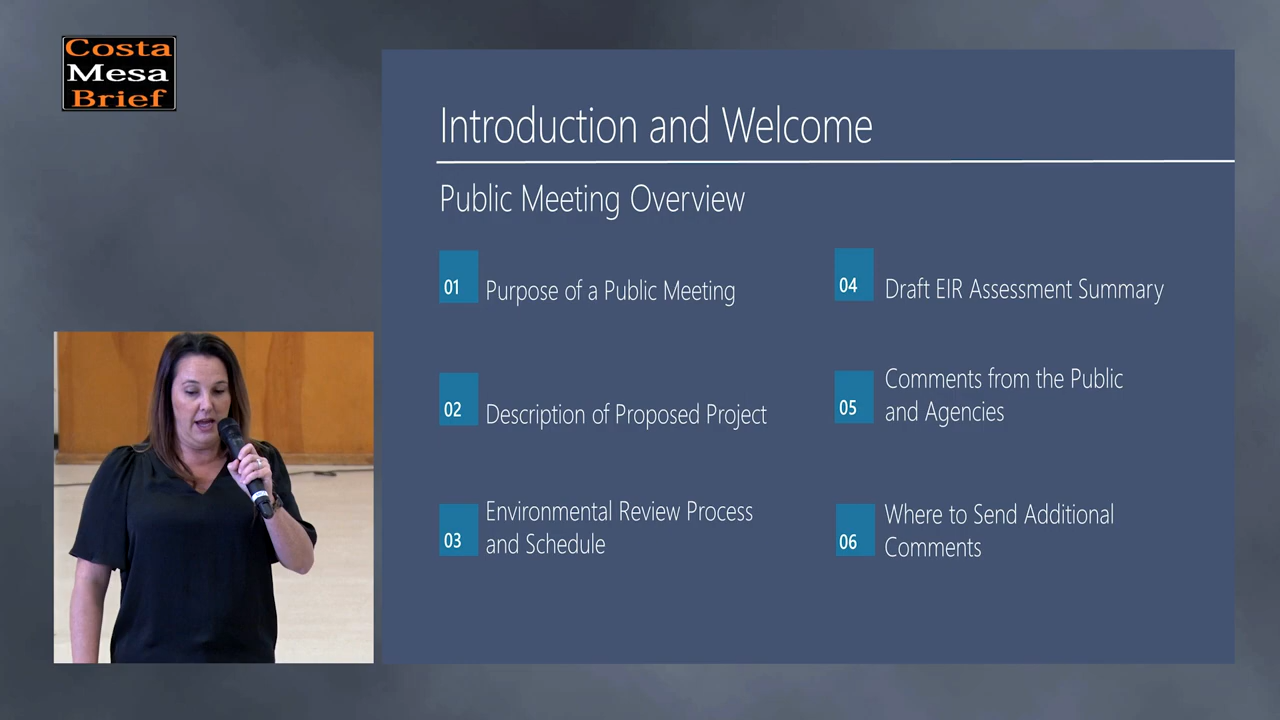 Costa
Mesa
Brief
Introduction and Welcome
Public Meeting Overview
01 Purpose of a Public Meeting
02 Description of Proposed Project
03 Environmental Review Process
and Schedule
04 Draft EIR Assessment Summary
05 Comments from the Public
and Agencies
06 Where to Send Additional
Comments